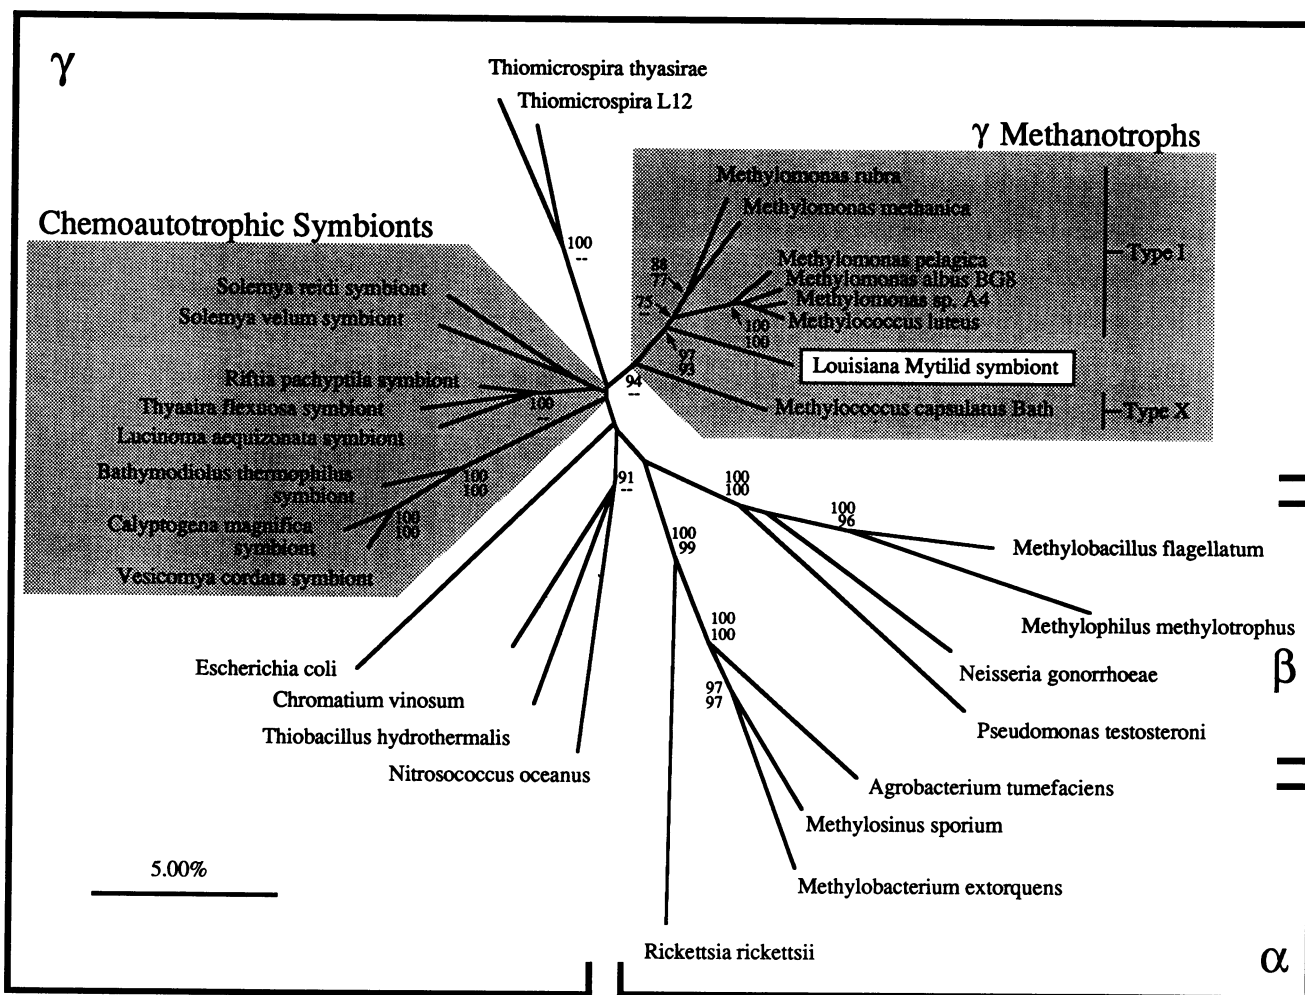 γ
Thiomicrospira thyasirae
Thiomicrospira L12
γ Methanotrophs
Methylomonas rubra
Methylomonas methanica
Chemoautotrophic Symbionts
100
--
Type I
Methylomonas pelagica
Methylomonas albus BG8
Methylomonas sp. A4
Methylococcus luteus
88
77
75
--
100
100
Solemya reidi symbiont
Solemya velum symbiont
97
93
Louisiana Mytilid symbiont
Riftia pachyptila symbiont
94
--
Thyasira flexuosa symbiont
100
--
Methylococcus capsulatus Bath
Type X
Lucinoma aequizonata symbiont
Bathymodiolus thermophilus
symbiont
100
100
91
--
100
100
Calyptogena magnifica
symbiont
100
100
100
96
100
99
Methylobacillus flagellatum
Vesicomya cordata symbiont
100
100
Methylophilus methylotrophus
Escherichia coli
Neisseria gonorrhoeae
β
Chromatium vinosum
97
97
Thiobacillus hydrothermalis
Pseudomonas testosteroni
Nitrosococcus oceanus
Agrobacterium tumefaciens
Methylosinus sporium
5.00%
Methylobacterium extorquens
Rickettsia rickettsii
α